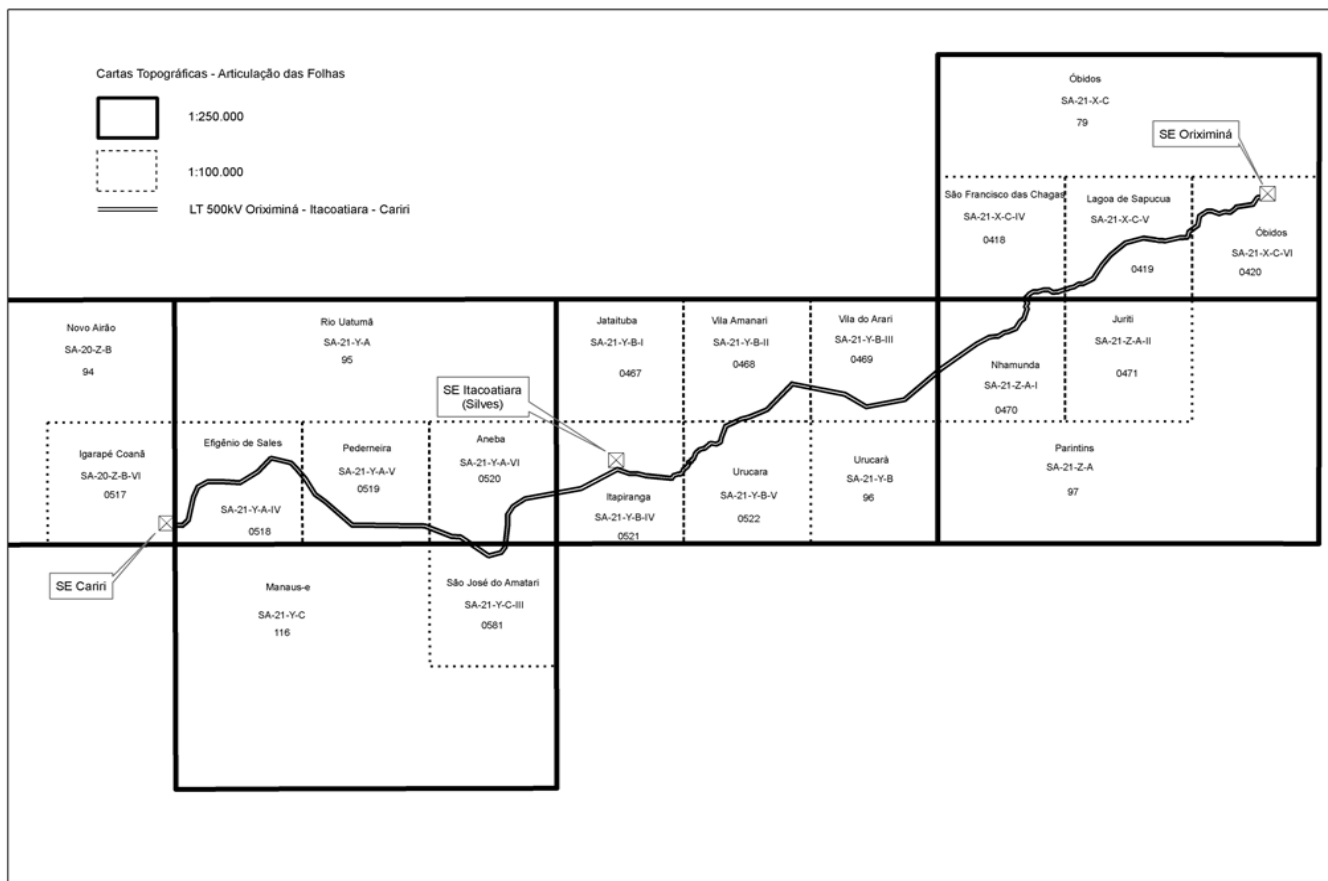 Cartas Topográficas - Articulação das Folhas
1:250.000
1:100.000
LT 500kV Oriximiná - Itacoatiara - Cariri
Óbidos
SA-21-X-C
79
SE Oriximiná
São Francisco das Chagas
SA-21-X-C-IV
0418
Lagoa de Sapucua
SA-21-X-C-V
0419
Óbidos
SA-21-X-C-VI
0420
Novo Airão
SA-20-Z-B
94
Rio Uatumã
SA-21-Y-A
95
Jataituba
SA-21-Y-B-I
0467
Vila Amanari
SA-21-Y-B-II
0468
Vila do Arari
SA-21-Y-B-III
0469
Nhamunda
SA-21-Z-A-I
0470
Juriti
SA-21-Z-A-II
0471
SE Itacoatiara
(Silves)
Igarapé Coanã
SA-20-Z-B-VI
0517
Efigênio de Sales
SA-21-Y-A-IV
0518
Pederneira
SA-21-Y-A-V
0519
Aneba
SA-21-Y-A-VI
0520
Itapiranga
SA-21-Y-B-IV
0521
Urucara
SA-21-Y-B-V
0522
Urucará
SA-21-Y-B
96
Parintins
SA-21-Z-A
97
SE Cariri
Manaus-e
SA-21-Y-C
116
São José do Amatari
SA-21-Y-C-III
0581